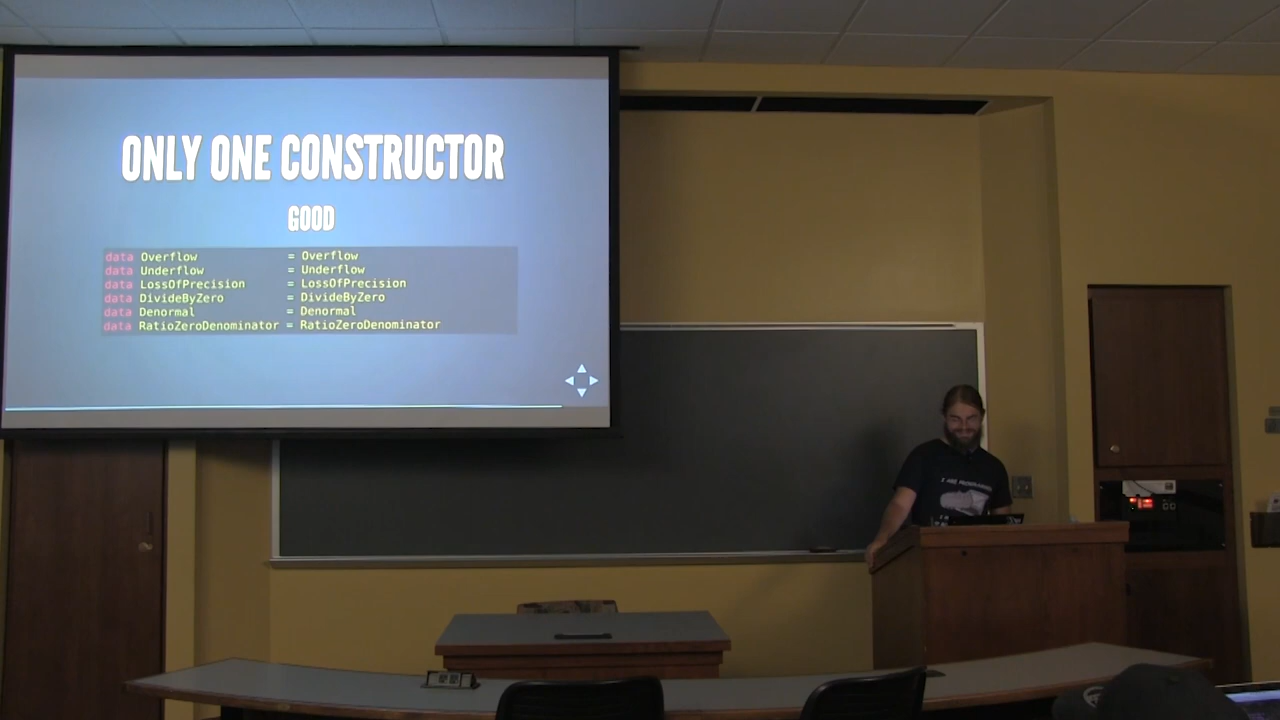 ONLY ONE CONSTRUCTOR
GOOD
data Overflow = Overflow
data Underflow = Underflow
data LossOfPrecision = LossOfPrecision
data DivideByZero = DivideByZero
data Denormal = Denormal
data RatioZeroDenominator = RatioZeroDenominator